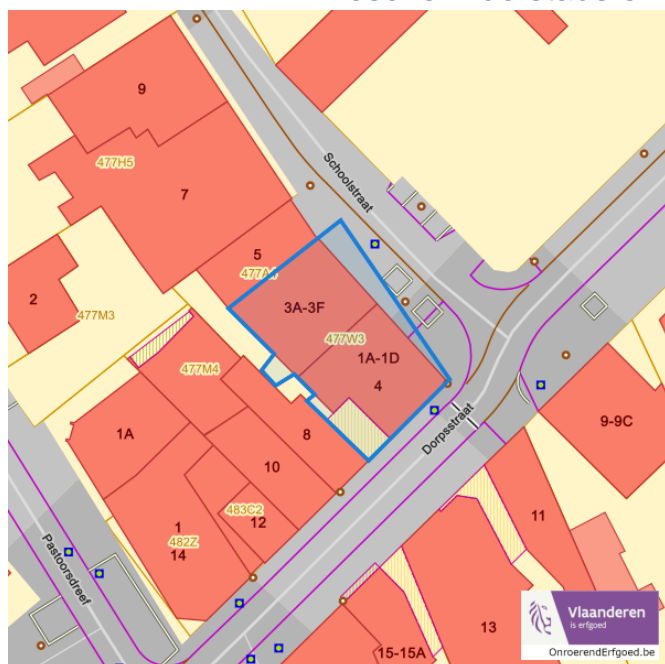 9
Schoolstraat
477H5
7
5
477A4
2
3A-3F
477M3
477W3
1A-1D
477M4
4
9-9C
Dorpsstraat
1A
8
10
483C2
11
12
1
14
482Z
Pastoorsdreef
Vlaanderen
is erfgoed
13
OnroerendErfgoed.be
15-15A